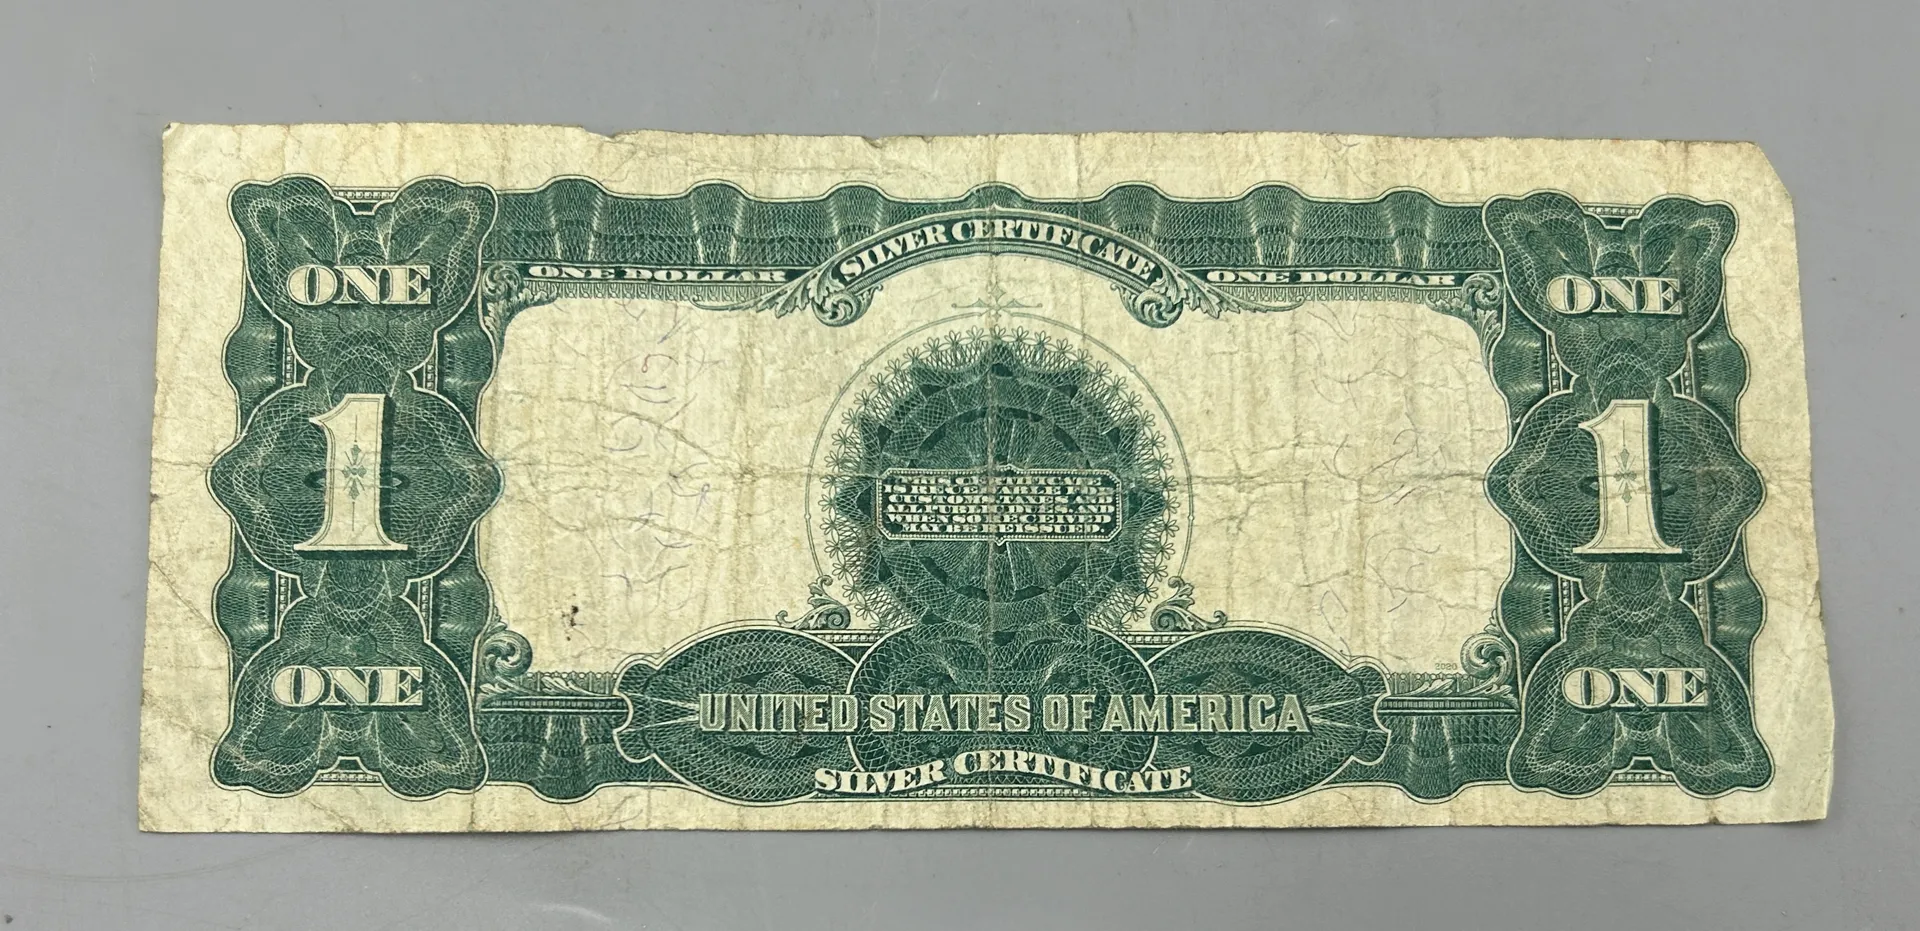 ONE
ONE DOLLAR
SILVER CERTIFICATE
ONE DOLLAR
ONE
1
1
THIS CERTIFICATE
IS RECEIVABLE FOR
CUSTOMS, TAXES AND
ALL PUBLIC DUES, AND
WHEN SO RECEIVED
MAY BE REISSUED.
2020
ONE
UNITED STATES OF AMERICA
ONE
SILVER CERTIFICATE